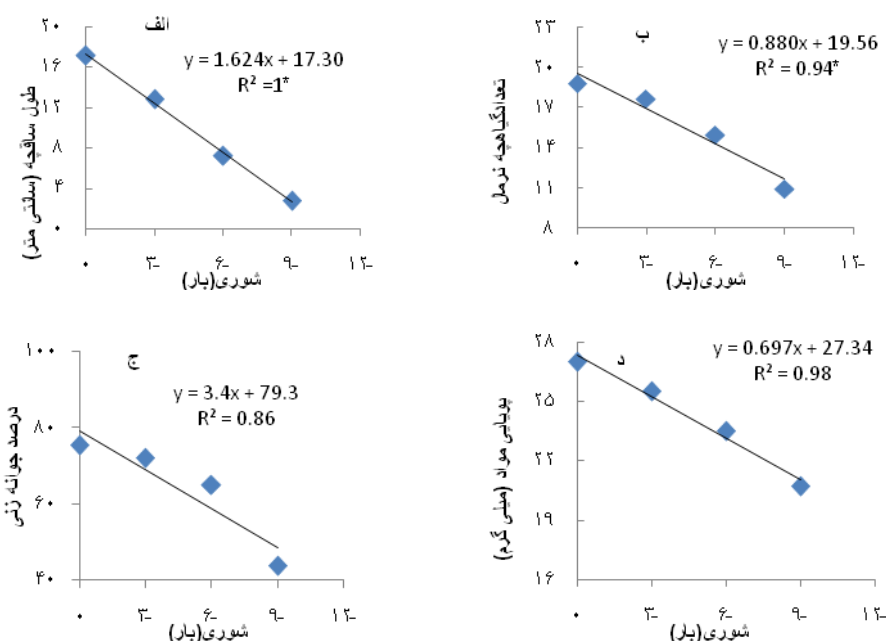 الف
y = 1.624x + 17.30
R² =1*
طول ساقچه (سانتی متر)
۲۰
۱۶
۱۲
۸
۴
۰
۰ ۳- ۶- ۹- ۱۲-
شوری(بار)
ب
y = 0.880x + 19.56
R² = 0.94*
تعدادگیاهچه نرمال
۲۳
۲۰
۱۷
۱۴
۱۱
۸
۰ ۳- ۶- ۹- ۱۲-
شوری(بار)
ج
y = 3.4x + 79.3
R² = 0.86
درصد جوانه زنی
۱۰۰
۸۰
۶۰
۴۰
۰ ۳- ۶- ۹- ۱۲-
شوری(بار)
د
y = 0.697x + 27.34
R² = 0.98
پویایی مواد (میلی گرم)
۲۸
۲۵
۲۲
۱۹
۱۶
۰ ۳- ۶- ۹- ۱۲-
شوری(بار)